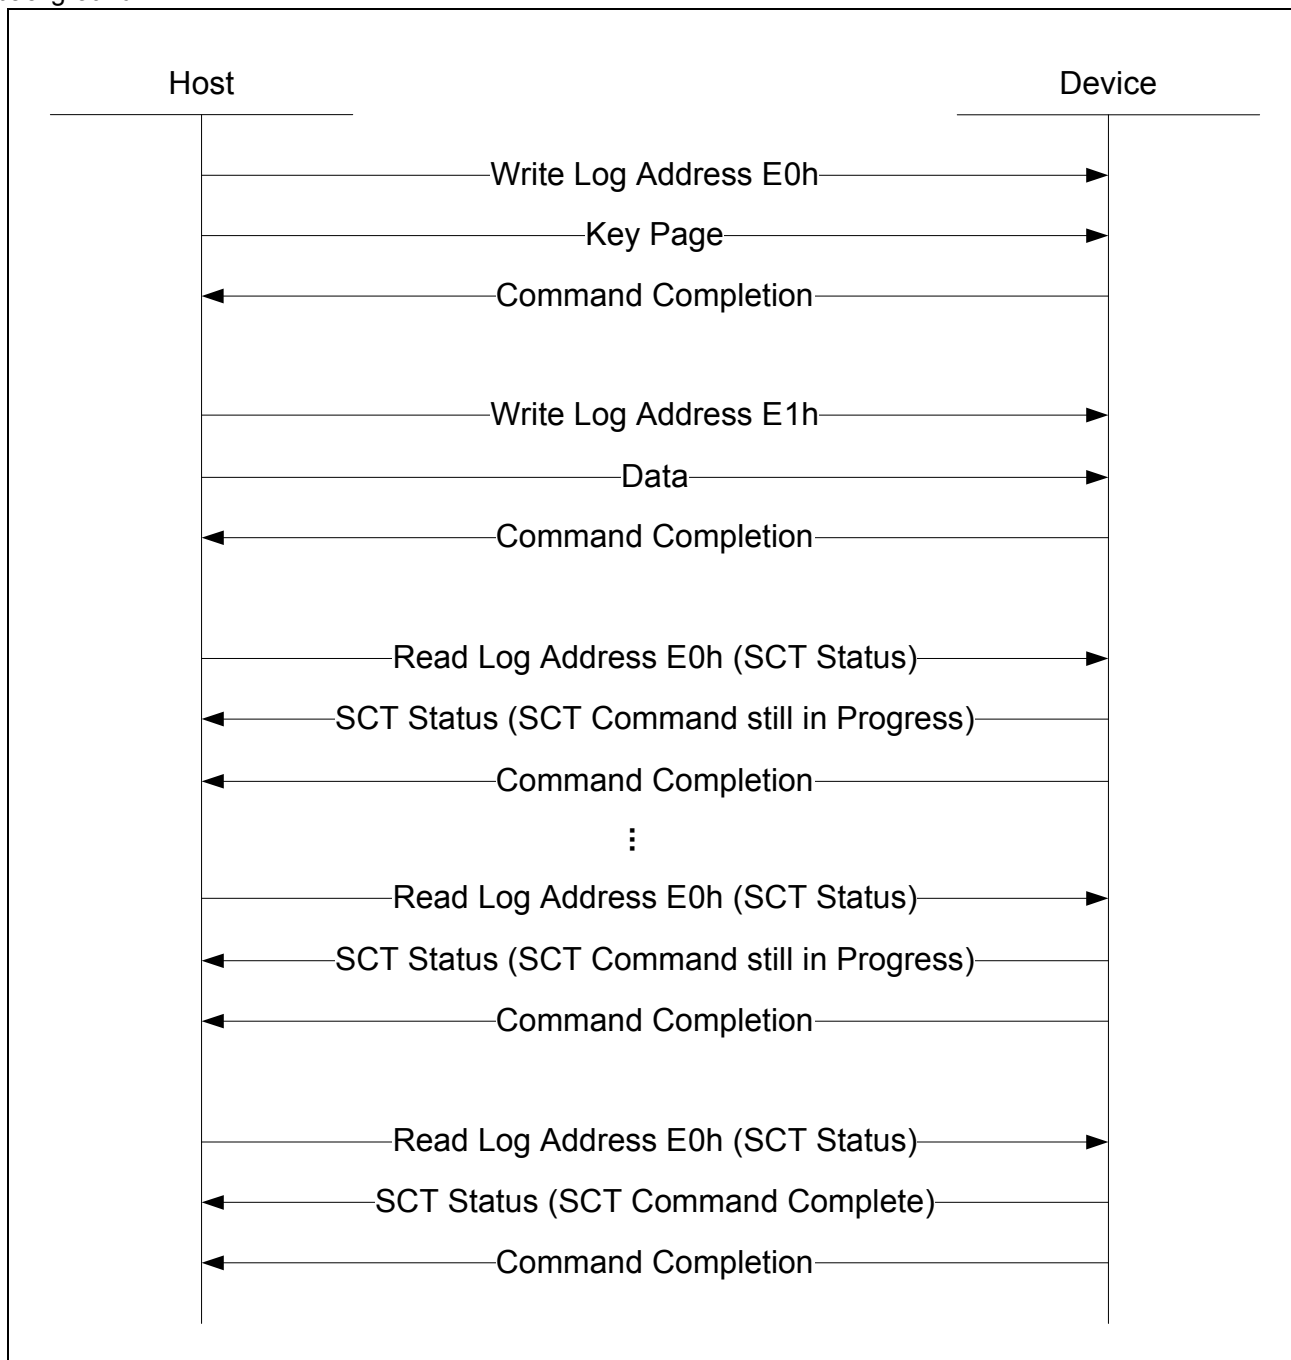 Host Device
Write Log Address E0h
Key Page
Command Completion
Write Log Address E1h
Data
Command Completion
Read Log Address E0h (SCT Status)
SCT Status (SCT Command still in Progress)
Command Completion
...
Read Log Address E0h (SCT Status)
SCT Status (SCT Command still in Progress)
Command Completion
Read Log Address E0h (SCT Status)
SCT Status (SCT Command Complete)
Command Completion